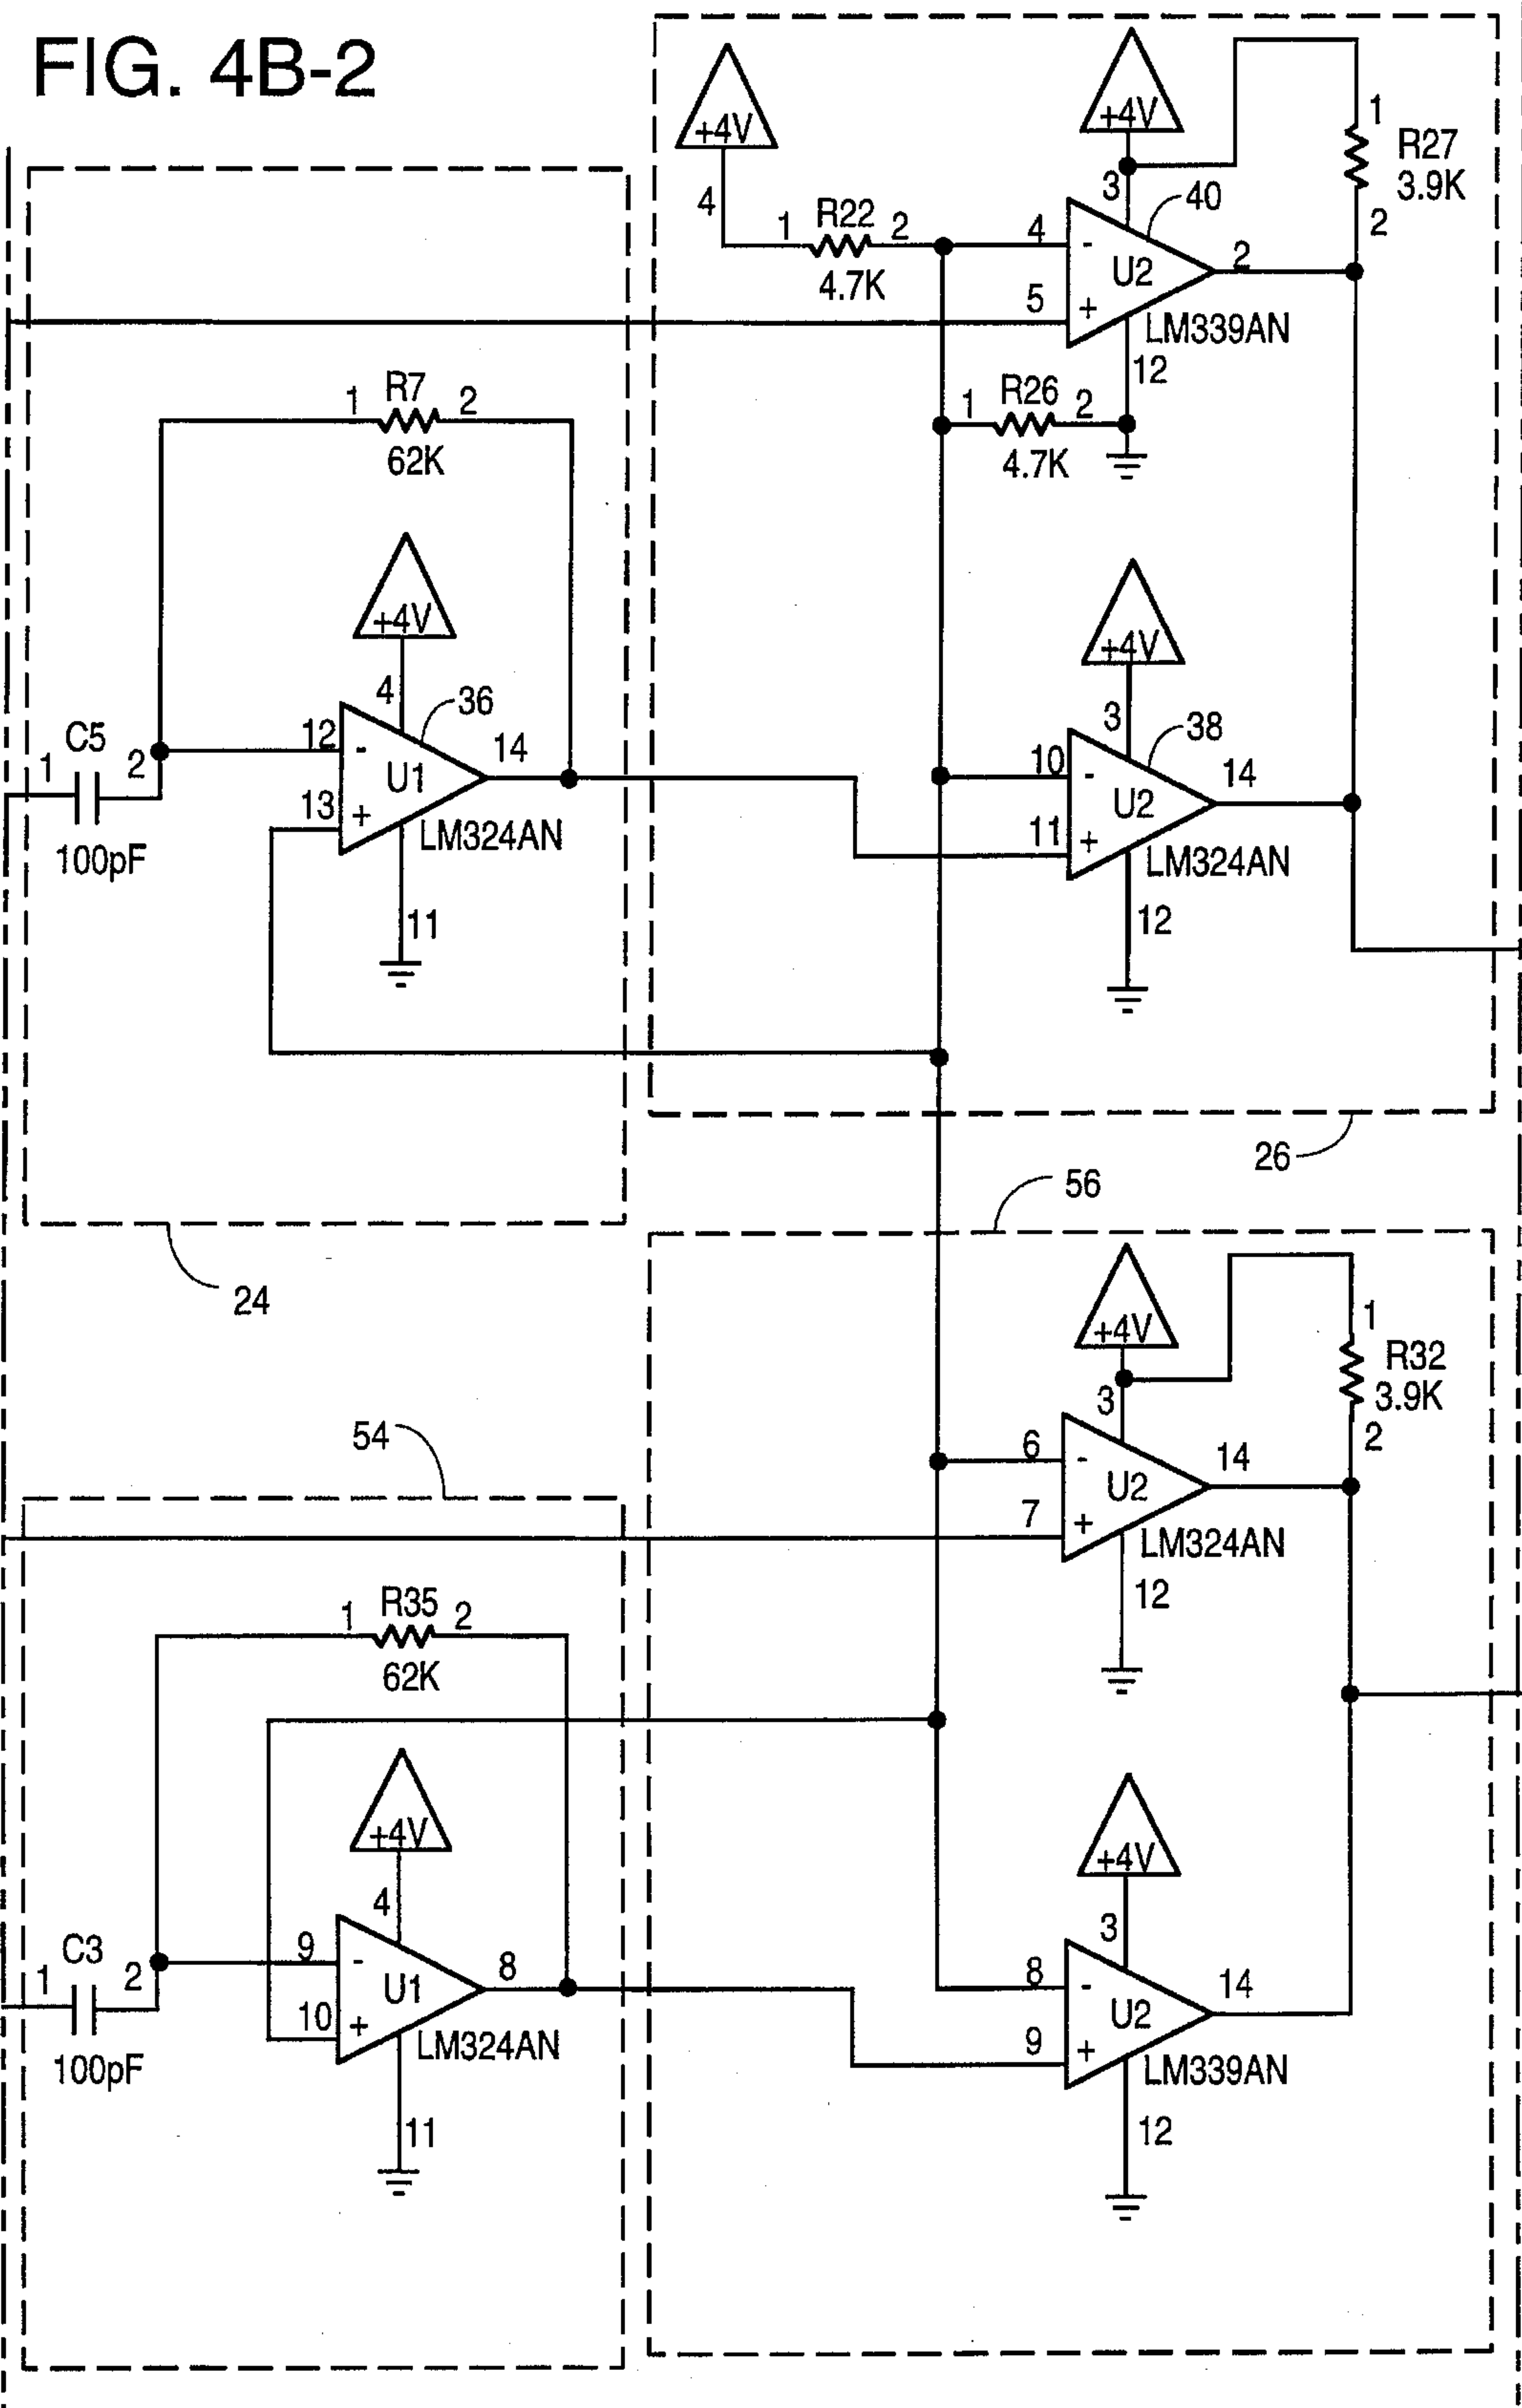 FIG. 4B-2
+4V
4
1 R22 2
4.7K
+4V
3
40
4 -
5 +
U2
2
LM339AN
12
1
R27
3.9K
2
1 R26 2
4.7K
1 R7 2
62K
+4V
4
36
C5
1 2
100pF
12 -
13 +
U1
14
LM324AN
11
+4V
3
38
10 -
11 +
U2
14
LM324AN
12
26
24
56
+4V
3
6 -
7 +
U2
14
LM324AN
12
1
R32
3.9K
2
54
1 R35 2
62K
+4V
4
C3
1 2
100pF
9 -
10 +
U1
8
LM324AN
11
+4V
3
8 -
9 +
U2
14
LM339AN
12